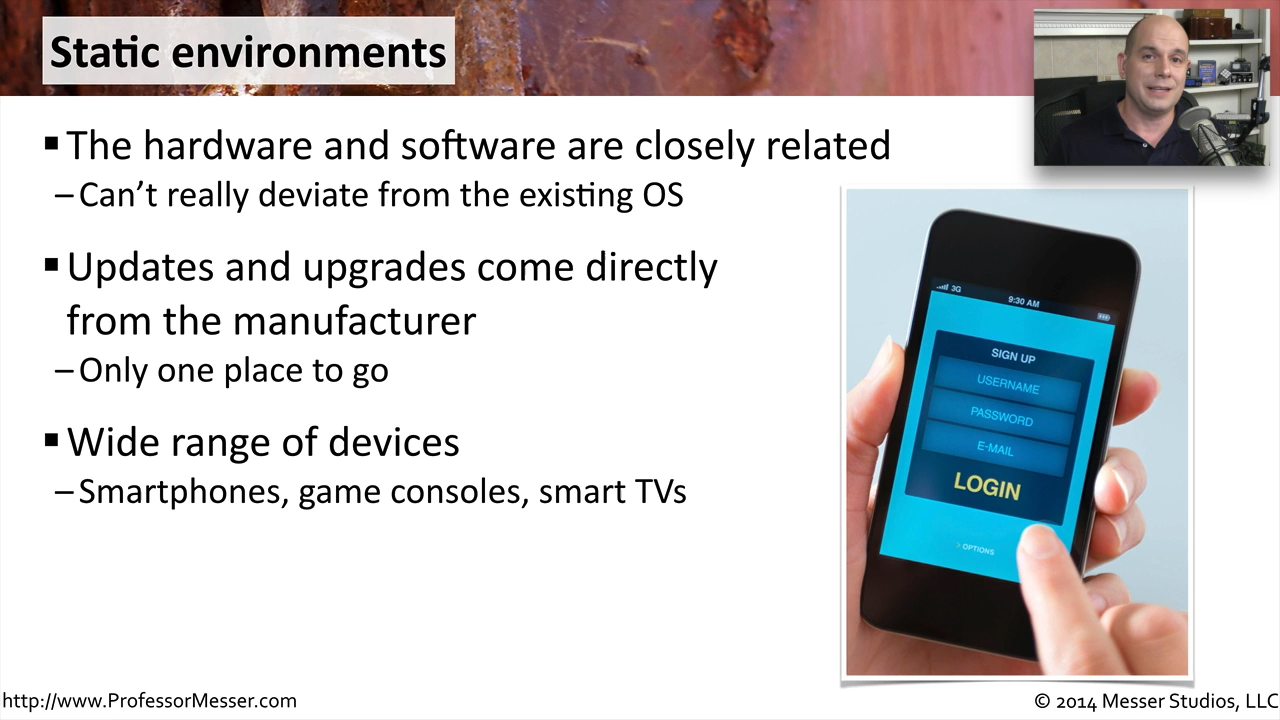 Static environments
▪ The hardware and software are closely related
– Can't really deviate from the existing OS
▪ Updates and upgrades come directly
from the manufacturer
– Only one place to go
▪ Wide range of devices
– Smartphones, game consoles, smart TVs
3G
9:30 AM
SIGN UP
USERNAME
PASSWORD
E-MAIL
LOGIN
> OPTIONS
http://www.ProfessorMesser.com
© 2014 Messer Studios, LLC